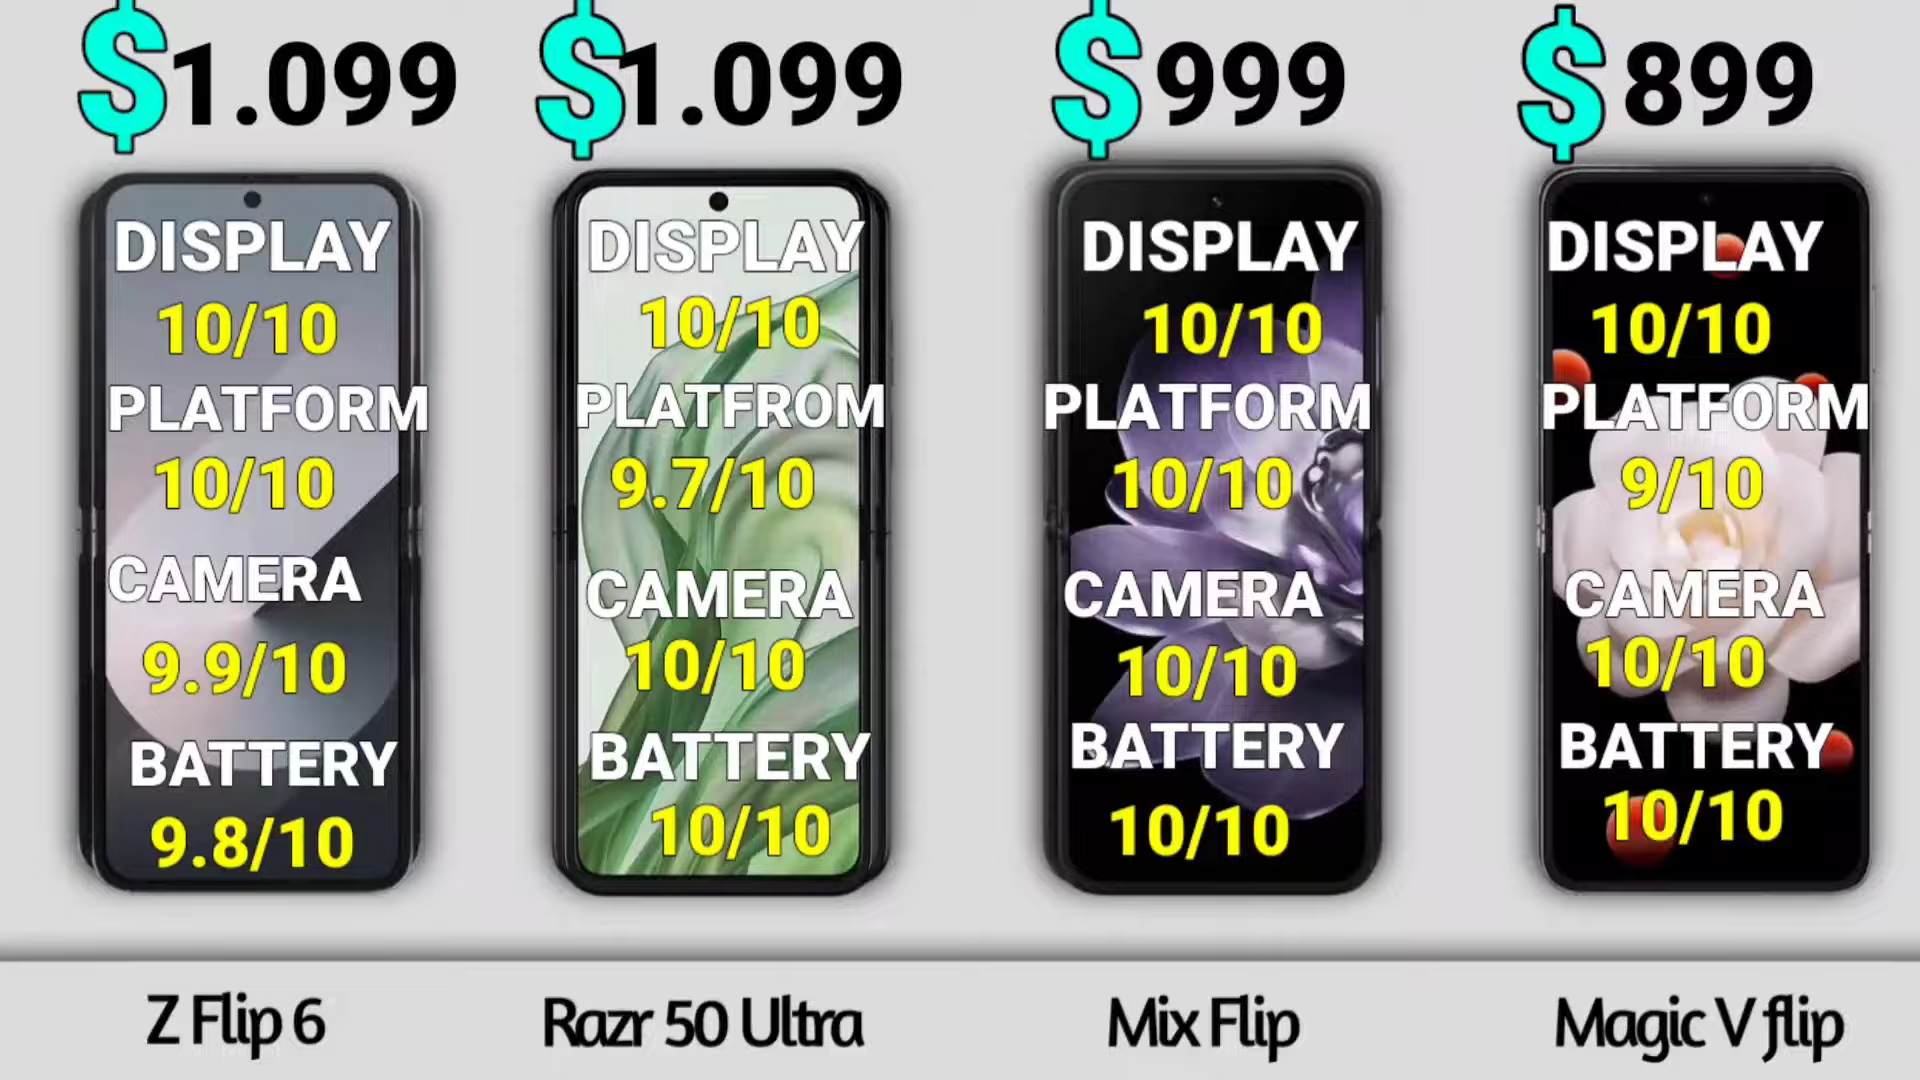 $1.099
DISPLAY
10/10
PLATFORM
10/10
CAMERA
9.9/10
BATTERY
9.8/10
Z Flip 6
$1.099
DISPLAY
10/10
PLATFROM
9.7/10
CAMERA
10/10
BATTERY
10/10
Razr 50 Ultra
$999
DISPLAY
10/10
PLATFORM
10/10
CAMERA
10/10
BATTERY
10/10
Mix Flip
$899
DISPLAY
10/10
PLATFORM
9/10
CAMERA
10/10
BATTERY
10/10
Magic V flip